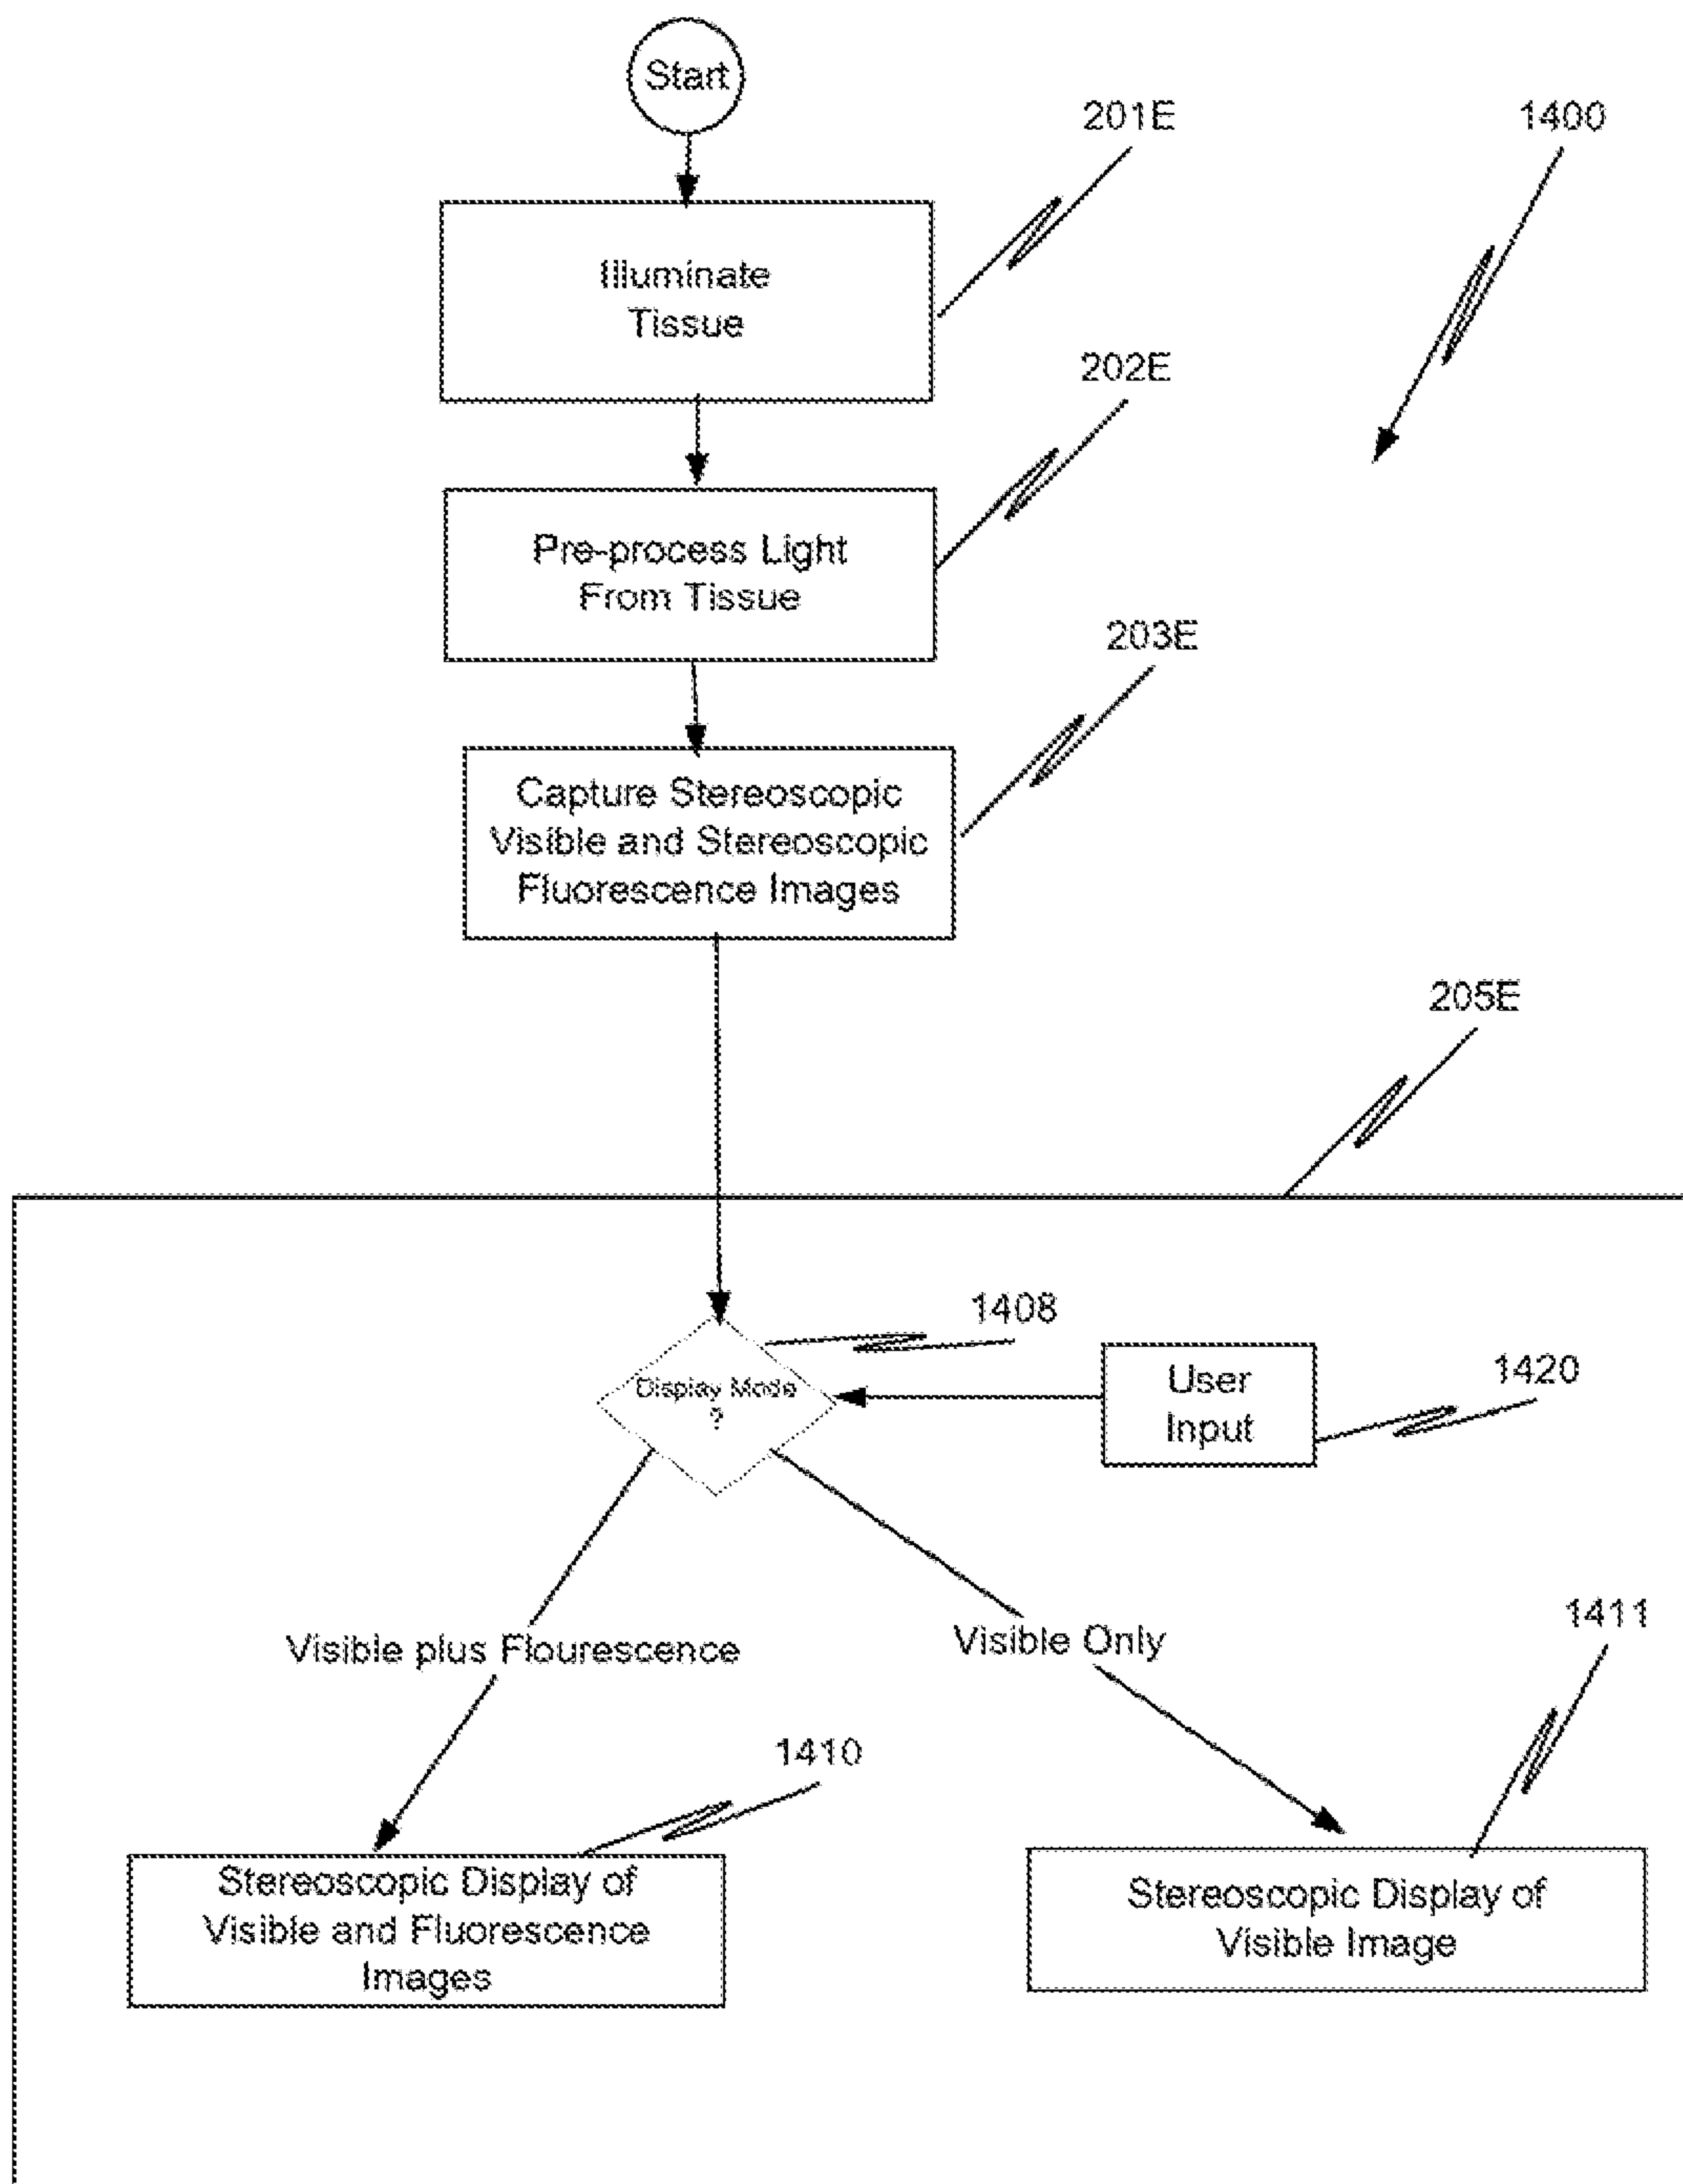 Start
201E
1400
Illuminate
Tissue
202E
Pre-process Light
From Tissue
203E
Capture Stereoscopic
Visible and Stereoscopic
Fluorescence Images
205E
1408
Display Mode
?
User
Input
1420
Visible plus Flourescence
Visible Only
1411
1410
Stereoscopic Display of
Visible and Fluorescence
Images
Stereoscopic Display of
Visible Image